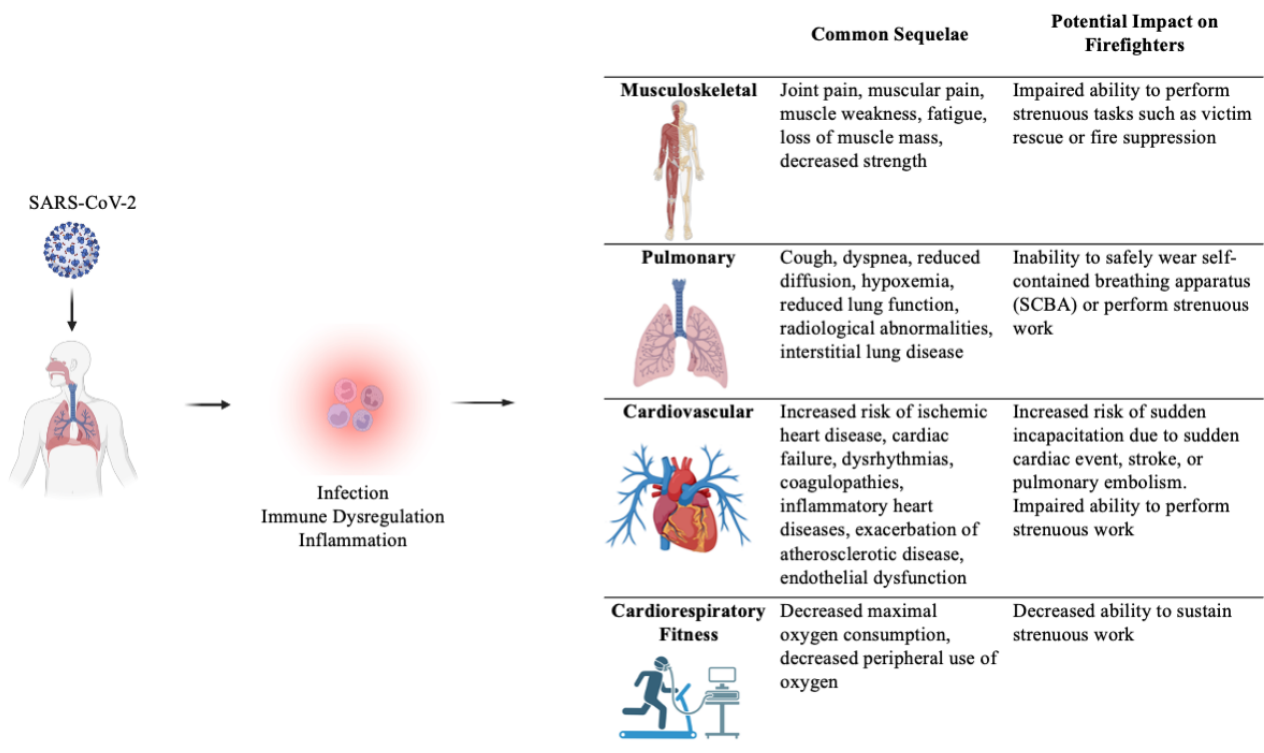 SARS-CoV-2
Infection
Immune Dysregulation
Inflammation
Common Sequelae
Potential Impact on
Firefighters
Musculoskeletal
Joint pain, muscular pain,
muscle weakness, fatigue,
loss of muscle mass,
decreased strength
Impaired ability to perform
strenuous tasks such as victim
rescue or fire suppression
Pulmonary
Cough, dyspnea, reduced
diffusion, hypoxemia,
reduced lung function,
radiological abnormalities,
interstitial lung disease
Inability to safely wear self-
contained breathing apparatus
(SCBA) or perform strenuous
work
Cardiovascular
Increased risk of ischemic
heart disease, cardiac
failure, dysrhythmias,
coagulopathies,
inflammatory heart
diseases, exacerbation of
atherosclerotic disease,
endothelial dysfunction
Increased risk of sudden
incapacitation due to sudden
cardiac event, stroke, or
pulmonary embolism.
Impaired ability to perform
strenuous work
Cardiorespiratory
Fitness
Decreased maximal
oxygen consumption,
decreased peripheral use of
oxygen
Decreased ability to sustain
strenuous work